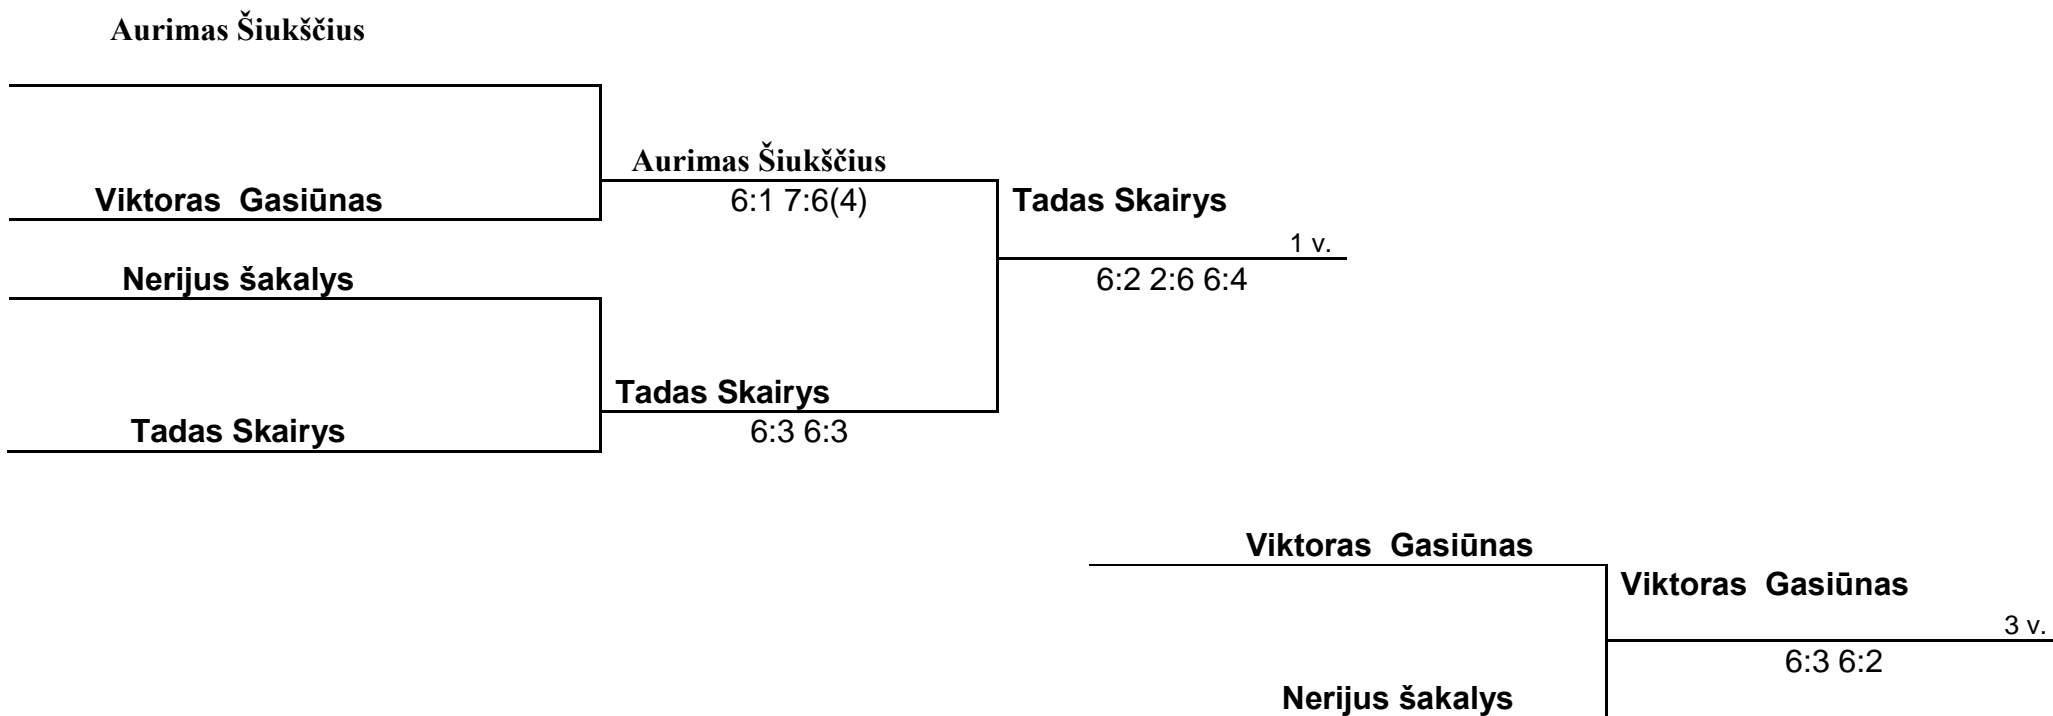 Aurimas Šiukščius
Aurimas Šiukščius
Viktoras  Gasiūnas
6:1 7:6(4)
Tadas Skairys
1 v.
Nerijus šakalys
6:2 2:6 6:4
Tadas Skairys
Tadas Skairys
6:3 6:3
Viktoras  Gasiūnas
Viktoras  Gasiūnas
3 v.
6:3 6:2
Nerijus šakalys